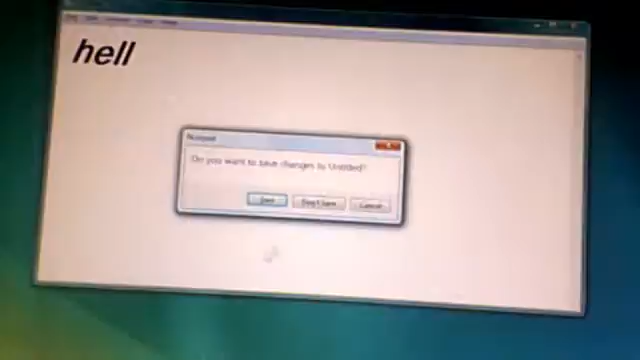 hell
Notepad
Do you want to save changes to Untitled?
Save
Don't Save
Cancel